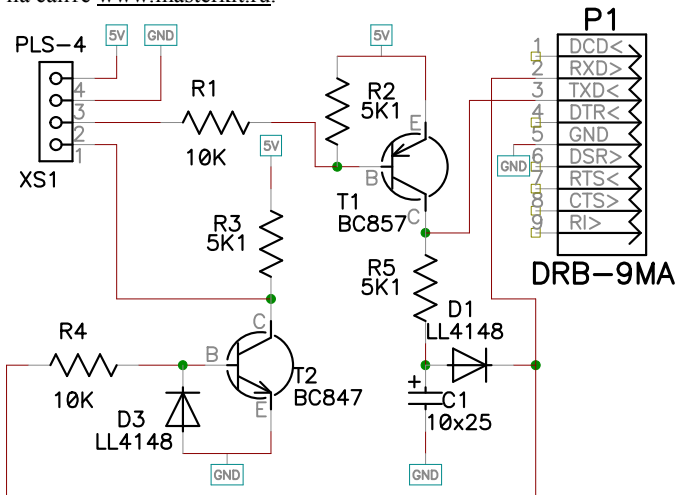 на сайте www.masterkit.ru.
P1
5V
GND
5V
PLS-4
1
DCD<
R1
2
RXD>
4
R2
3
TXD<
3
5K1
4
DTR<
2
E
5
GND
1
10K
5V
GND
6
DSR>
XS1
B
7
RTS<
T1
8
CTS>
R3
C
BC857
9
RI>
5K1
R5
DRB-9MA
5K1
D1
C
LL4148
R4
B
T2
10K
E
BC847
C1
D3
10x25
LL4148
+
GND
GND